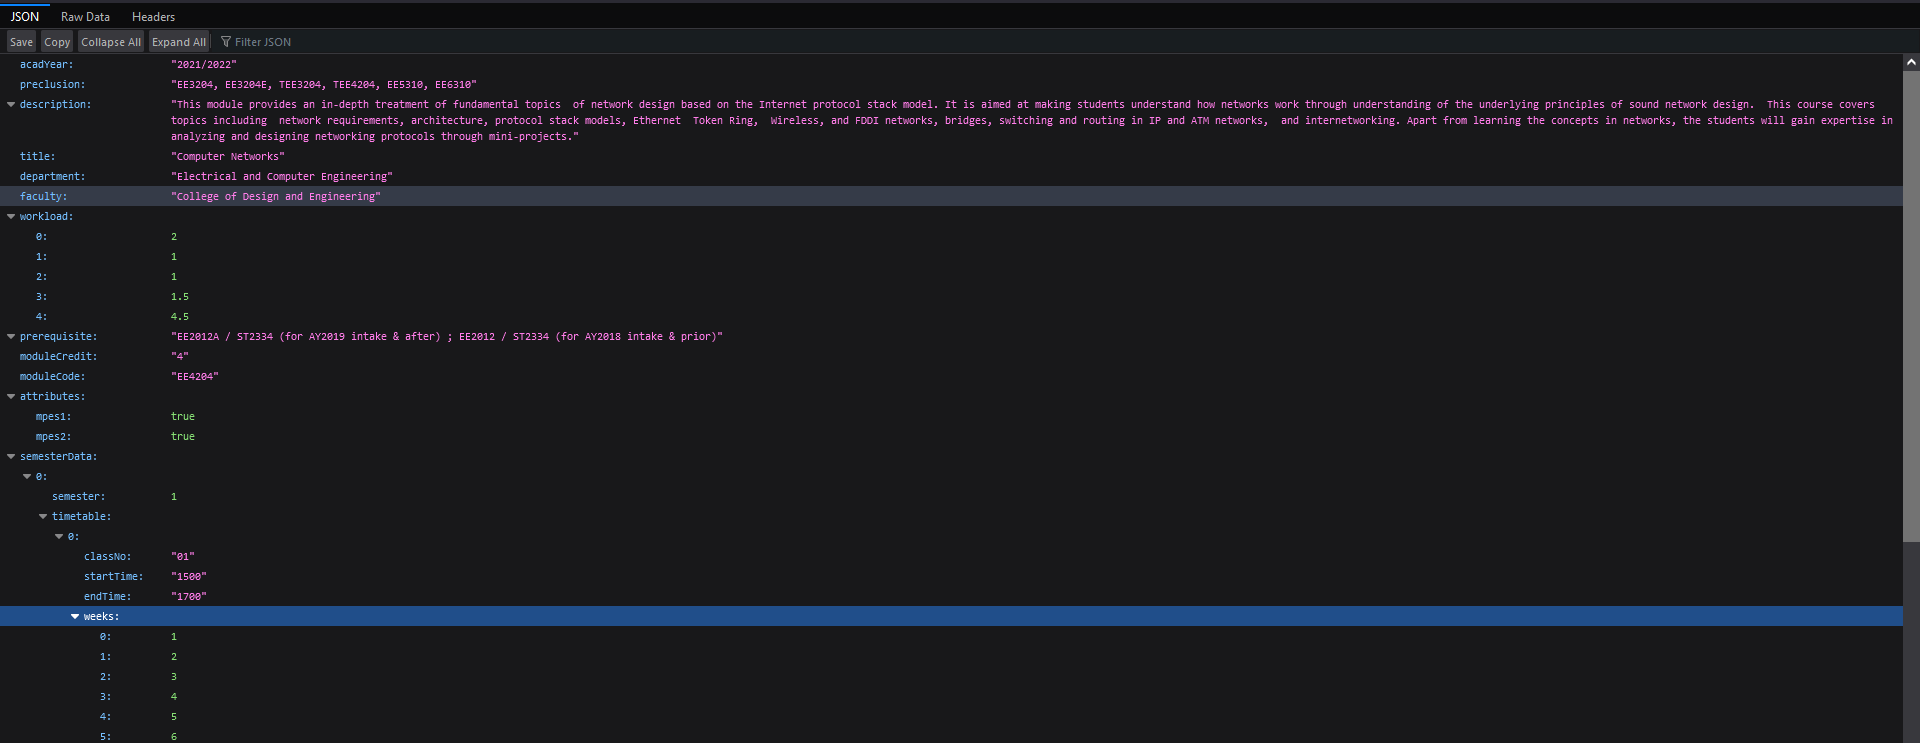 JSON Raw Data Headers
Save Copy Collapse All Expand All Filter JSON
acadYear: "2021/2022"
preclusion: "EE3204, EE3204E, TEE3204, TEE4204, EE5310, EE6310"
description: "This module provides an in-depth treatment of fundamental topics  of network design based on the Internet protocol stack model. It is aimed at making students understand how networks work through understanding of the underlying principles of sound network design.  This course covers
topics including  network requirements, architecture, protocol stack models, Ethernet  Token Ring,  Wireless, and FDDI networks, bridges, switching and routing in IP and ATM networks,  and internetworking. Apart from learning the concepts in networks, the students will gain expertise in
analyzing and designing networking protocols through mini-projects."
title: "Computer Networks"
department: "Electrical and Computer Engineering"
faculty: "College of Design and Engineering"
workload:
0: 2
1: 1
2: 1
3: 1.5
4: 4.5
prerequisite: "EE2012A / ST2334 (for AY2019 intake & after) ; EE2012 / ST2334 (for AY2018 intake & prior)"
moduleCredit: "4"
moduleCode: "EE4204"
attributes:
mpes1: true
mpes2: true
semesterData:
0:
semester: 1
timetable:
0:
classNo: "01"
startTime: "1500"
endTime: "1700"
weeks:
0: 1
1: 2
2: 3
3: 4
4: 5
5: 6